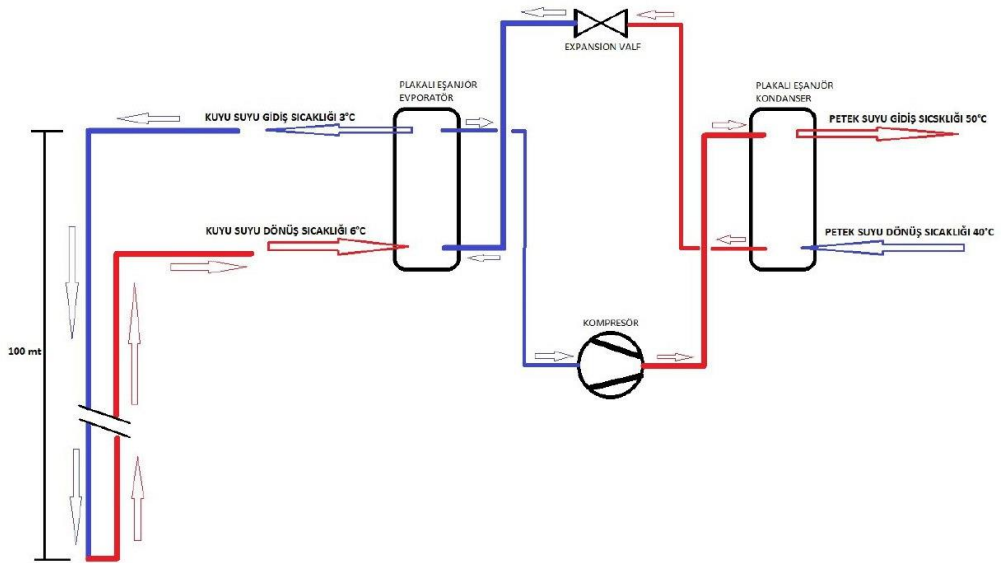 EXPANSION VALF
PLAKALI EŞANJÖR
EVPORATÖR
PLAKALI EŞANJÖR
KONDANSER
KUYU SUYU GİDİŞ SICAKLIĞI 3°C
PETEK SUYU GİDİŞ SICSKLIĞI 50°C
KUYU SUYU DÖNÜŞ SICAKLIĞI 6°C
PETEK SUYU DÖNÜŞ SICAKLIĞI 40°C
KOMPRESÖR
100 mt